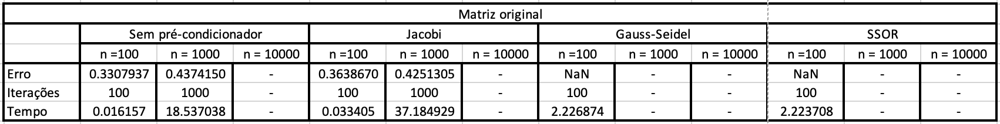 Matriz original
Sem pré-condicionador Jacobi Gauss-Seidel SSOR
n =100 n = 1000 n = 10000 n =100 n = 1000 n = 10000 n =100 n = 1000 n = 10000 n =100 n = 1000 n = 10000
Erro 0.3307937 0.4374150 - 0.3638670 0.4251305 - NaN - - NaN - -
Iterações 100 1000 - 100 1000 - 100 - - 100 - -
Tempo 0.016157 18.537038 - 0.033405 37.184929 - 2.226874 - - 2.223708 - -